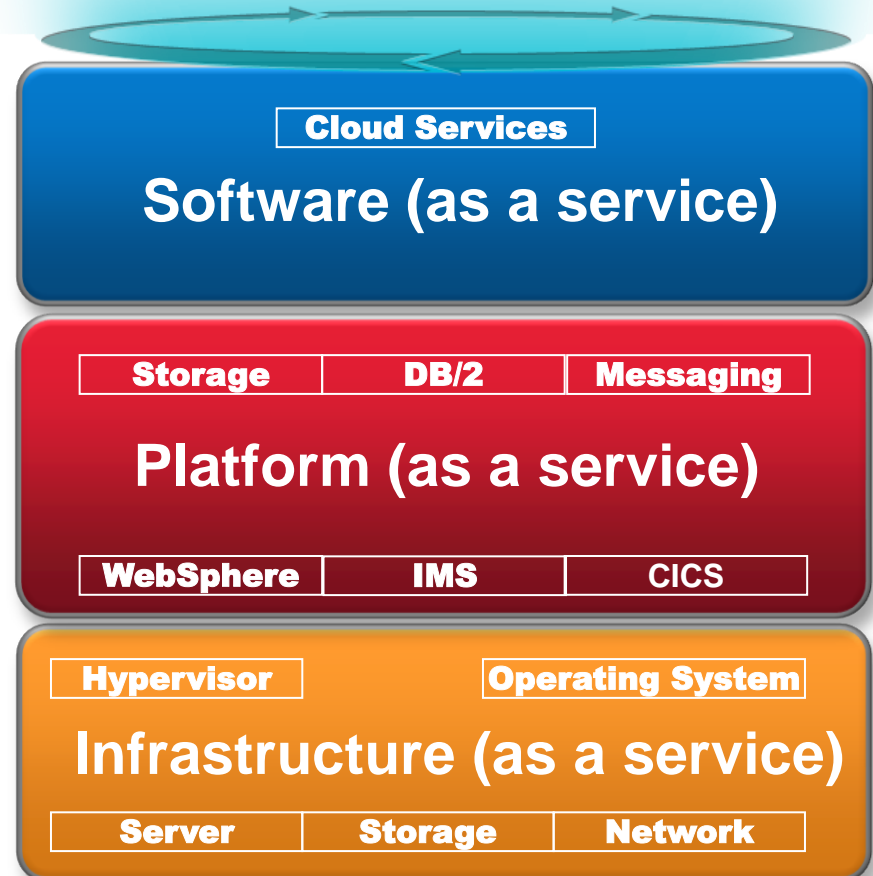 Cloud Services
Software (as a service)
Storage DB/2 Messaging
Platform (as a service)
WebSphere IMS CICS
Hypervisor Operating System
Infrastructure (as a service)
Server Storage Network